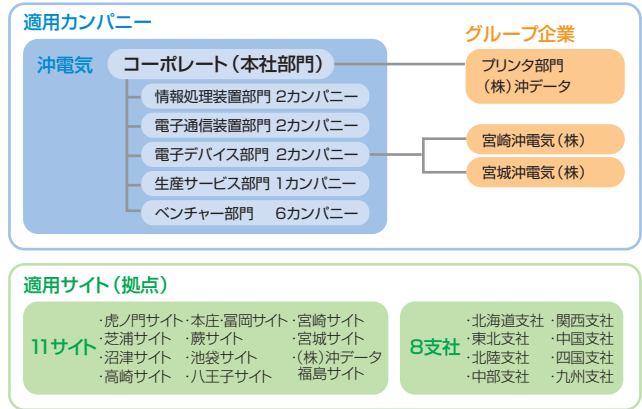 適用カンパニー
グループ企業
沖電気
コーポレート（本社部門）
プリンタ部門
（株）沖データ
情報処理装置部門 2カンパニー
電子通信装置部門 2カンパニー
電子デバイス部門 2カンパニー
生産サービス部門 1カンパニー
ベンチャー部門 6カンパニー
宮崎沖電気（株）
宮城沖電気（株）
適用サイト（拠点）
11サイト
・虎ノ門サイト
・芝浦サイト
・沼津サイト
・高崎サイト
・本庄・冨岡サイト
・蕨サイト
・池袋サイト
・八王子サイト
・宮崎サイト
・宮城サイト
・（株）沖データ
福島サイト
8支社
・北海道支社
・東北支社
・北陸支社
・中部支社
・関西支社
・中国支社
・四国支社
・九州支社